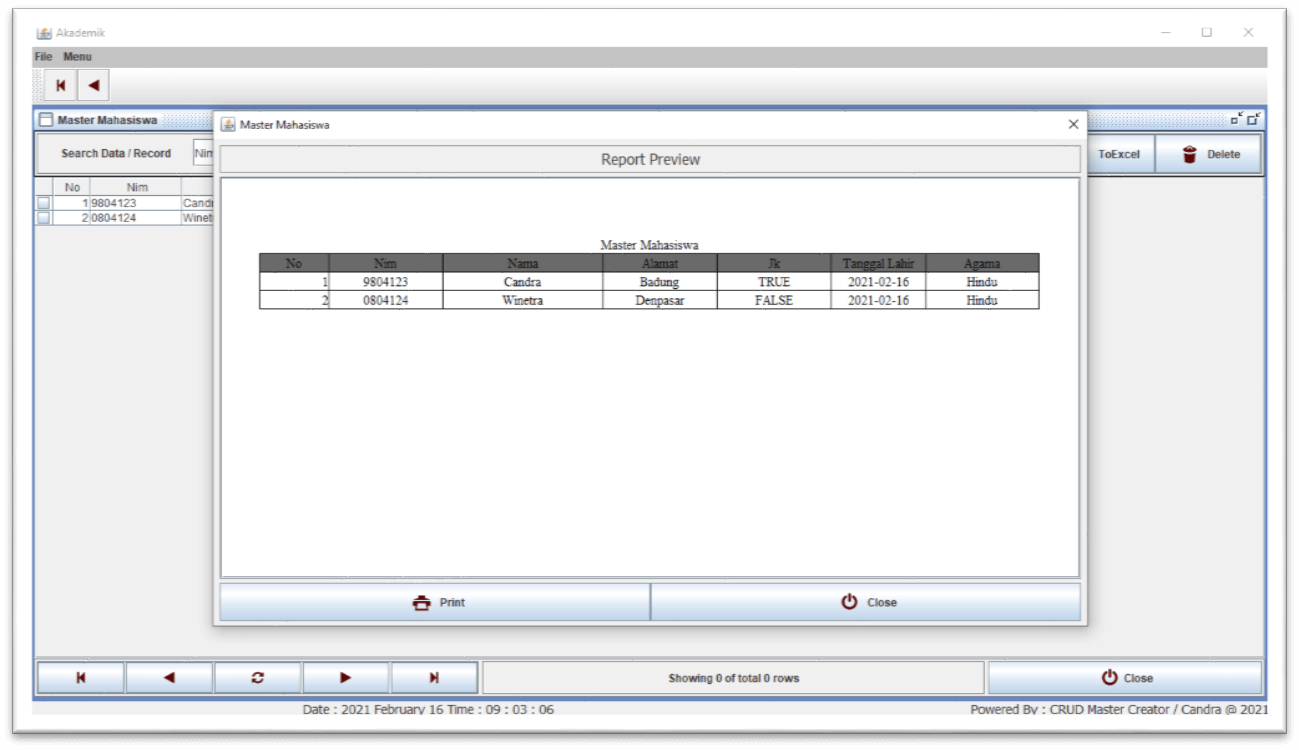 Akademik
File Menu
Master Mahasiswa
Master Mahasiswa
Search Data / Record
Report Preview
ToExcel Delete
No Nim
1 9804123
2 0804124
Master Mahasiswa
No Nim Nama Alamat Jk Tanggal Lahir Agama
1 9804123 Candra Badung TRUE 2021-02-16 Hindu
2 0804124 Winetra Denpasar FALSE 2021-02-16 Hindu
Print Close
Showing 0 of total 0 rows Close
Date : 2021 February 16 Time : 09 : 03 : 06 Powered By : CRUD Master Creator / Candra @ 2021